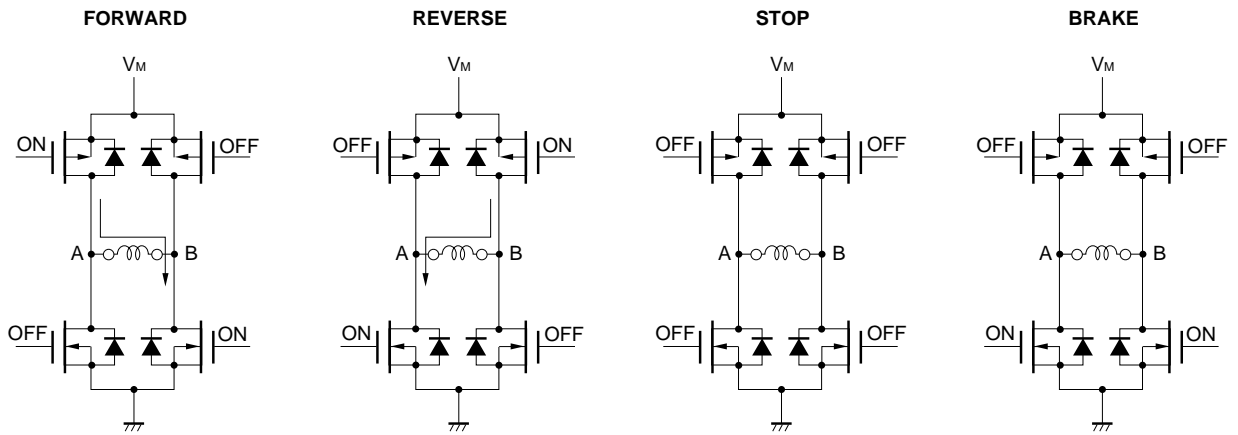 FORWARD REVERSE STOP BRAKE
VM VM VM VM
ON OFF OFF ON OFF OFF OFF OFF
A B A B A B A B
OFF ON ON OFF OFF OFF ON ON